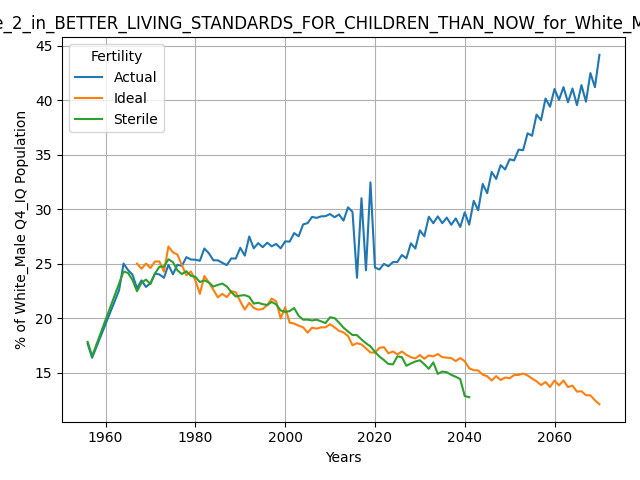 e_2_in_BETTER_LIVING_STANDARDS_FOR_CHILDREN_THAN_NOW_for_White_M
Fertility
Actual
Ideal
Sterile
% of White_Male Q4_IQ Population
45
40
35
30
25
20
15
1960
1980
2000
2020
2040
2060
Years